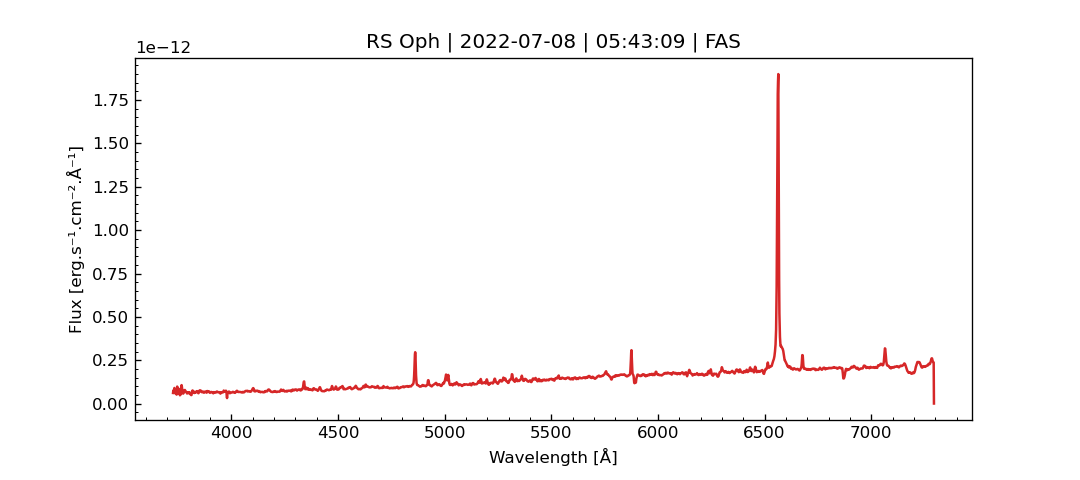 RS Oph | 2022-07-08 | 05:43:09 | FAS
1e−12
1.75
1.50
1.25
1.00
0.75
0.50
0.25
0.00
Flux [erg.s⁻¹.cm⁻².Å⁻¹]
4000 4500 5000 5500 6000 6500 7000
Wavelength [Å]